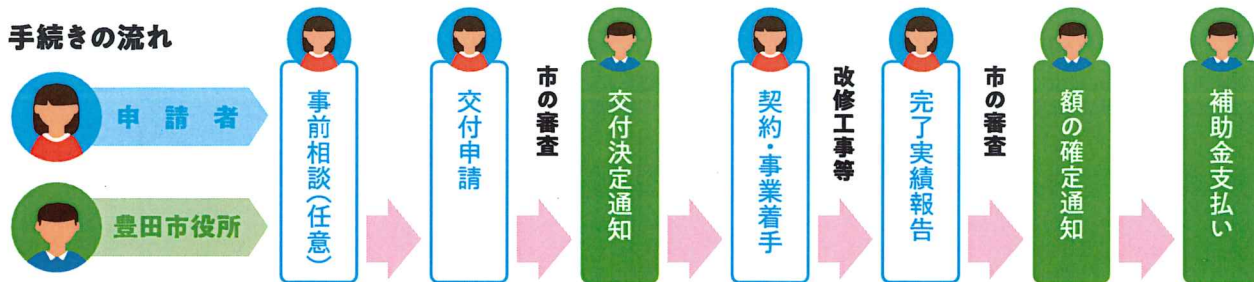 手続きの流れ
申請者
豊田市役所
事前相談(任意)
交付申請
市の審査
交付決定通知
契約・事業着手
改修工事等
完了実績報告
市の審査
額の確定通知
補助金支払い